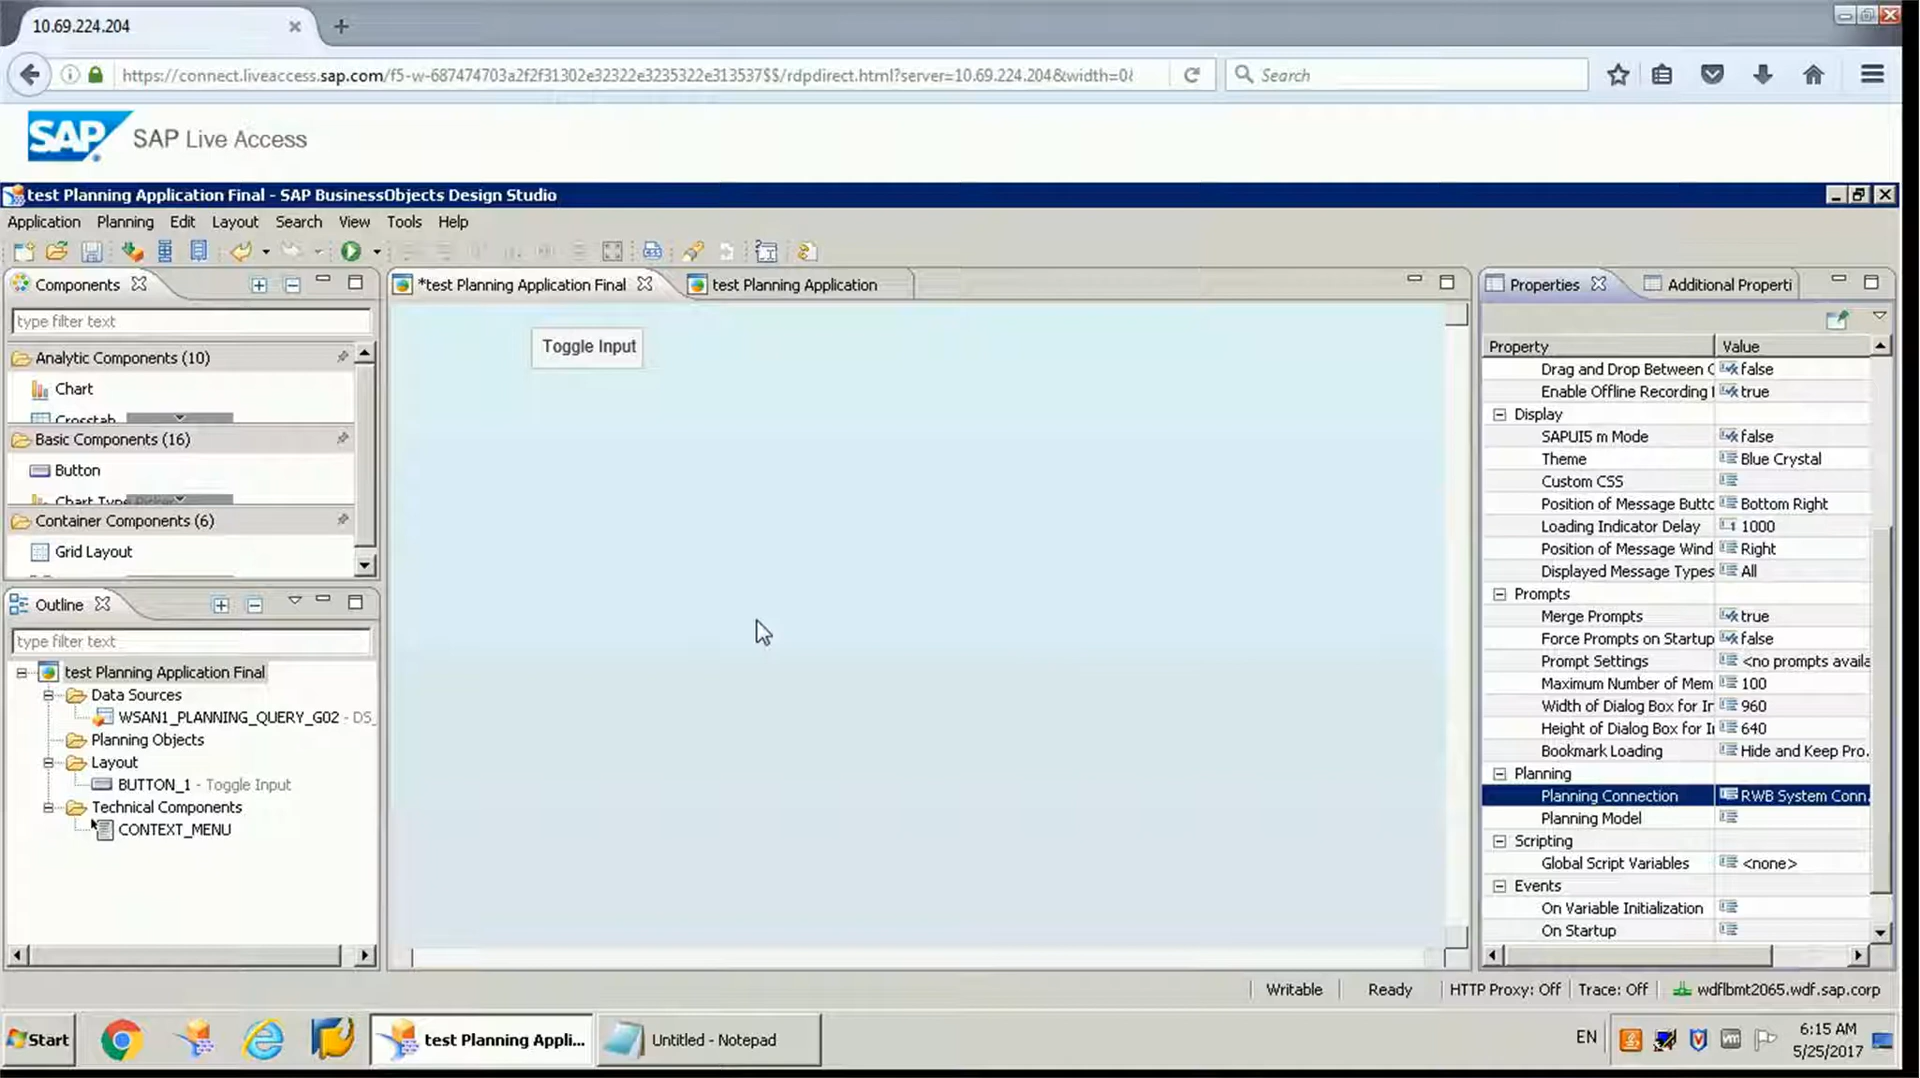 10.69.224.204
https://connect.liveaccess.sap.com/f5-w-687474703a2f2f31302e32322e3235322e313537$$/rdpdirect.html?server=10.69.224.204&width=0&
Search
SAP
SAP Live Access
test Planning Application Final - SAP BusinessObjects Design Studio
Application Planning Edit Layout Search View Tools Help
Components
type filter text
Analytic Components (10)
Chart
Crosstab
Basic Components (16)
Button
Chart Type Picker
Container Components (6)
Grid Layout
Outline
type filter text
test Planning Application Final
Data Sources
WSAN1_PLANNING_QUERY_G02 - DS_
Planning Objects
Layout
BUTTON_1 - Toggle Input
Technical Components
CONTEXT_MENU
*test Planning Application Final
test Planning Application
Toggle Input
Properties
Additional Properti
Property Value
Drag and Drop Between C false
Enable Offline Recording true
Display
SAPUI5 m Mode false
Theme Blue Crystal
Custom CSS
Position of Message Butto Bottom Right
Loading Indicator Delay 1000
Position of Message Wind Right
Displayed Message Types All
Prompts
Merge Prompts true
Force Prompts on Startup false
Prompt Settings <no prompts availa
Maximum Number of Mem 100
Width of Dialog Box for Ir 960
Height of Dialog Box for I 640
Bookmark Loading Hide and Keep Pro.
Planning
Planning Connection RWB System Conn.
Planning Model
Scripting
Global Script Variables <none>
Events
On Variable Initialization
On Startup
Writable Ready HTTP Proxy: Off Trace: Off wdflbmt2065.wdf.sap.corp
Start
test Planning Appli...
Untitled - Notepad
EN
6:15 AM
5/25/2017